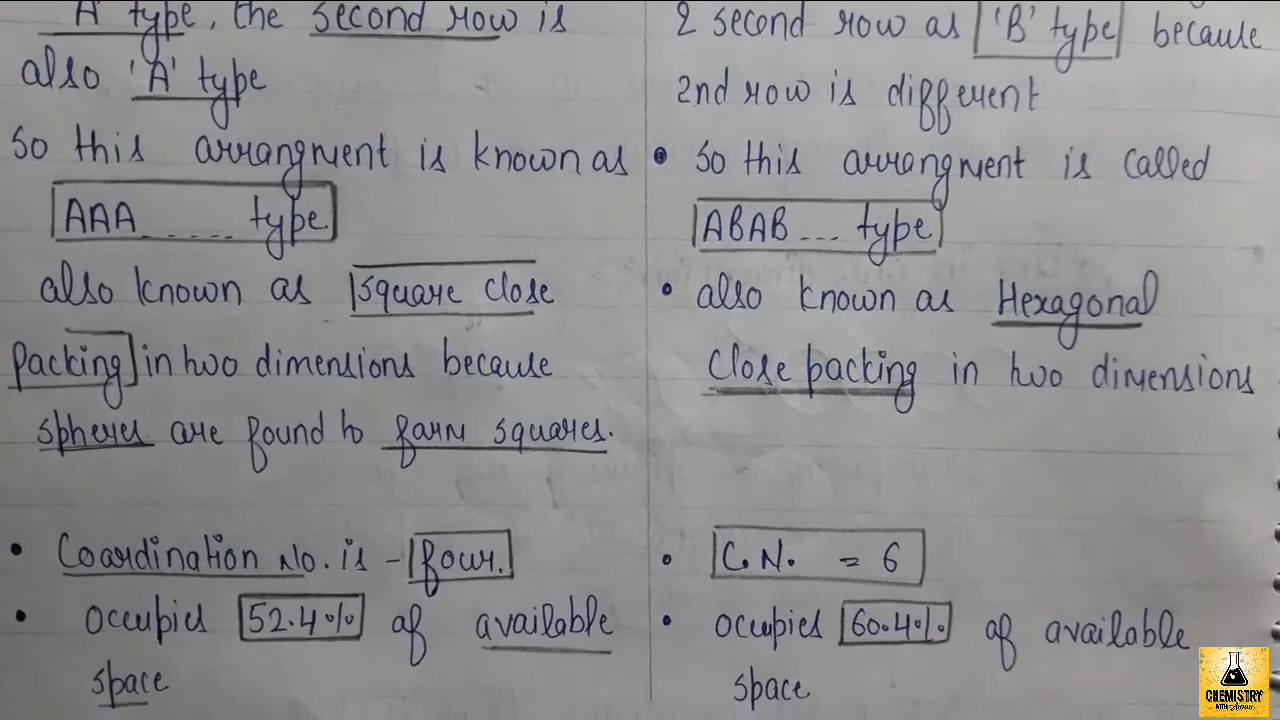 'A' type, the second row is
also 'A' type
so this arrangment is known as
AAA...... type
also known as square close
packing in two dimensions because
spheres are found to farm squares.
• Coardination No. is - four.
• occupies 52.4% of available
space
2 second row as 'B' type because
2nd row is different
• so this arrangment is called
ABAB... type
• also known as Hexagonal
close packing in two dimensions
• C.N. = 6
• occupies 60.4% of available
space
CHEMISTRY